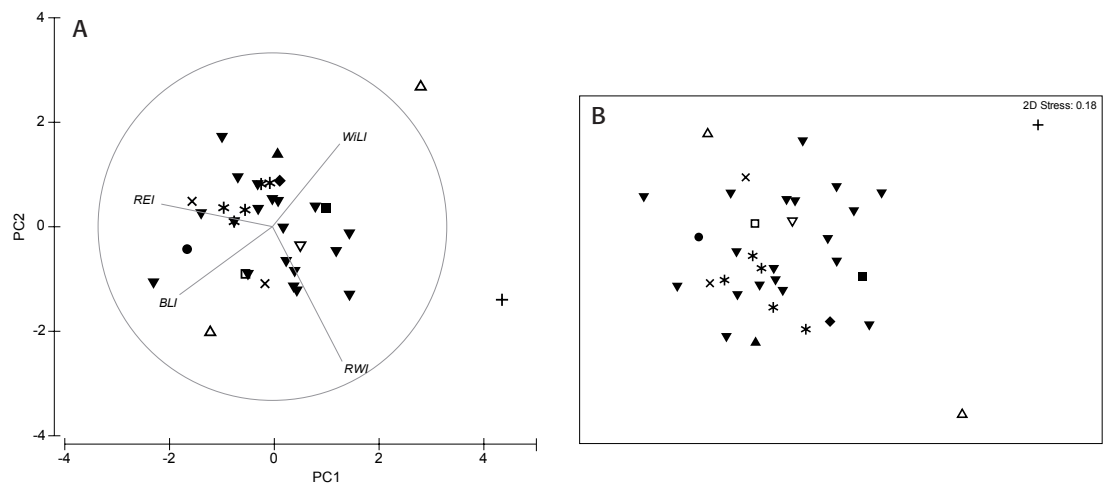 A
4
2
0
-2
-4
PC2
WiLI
REI
BLI
RWI
-4
-2
0
2
4
PC1
B
2D Stress: 0.18